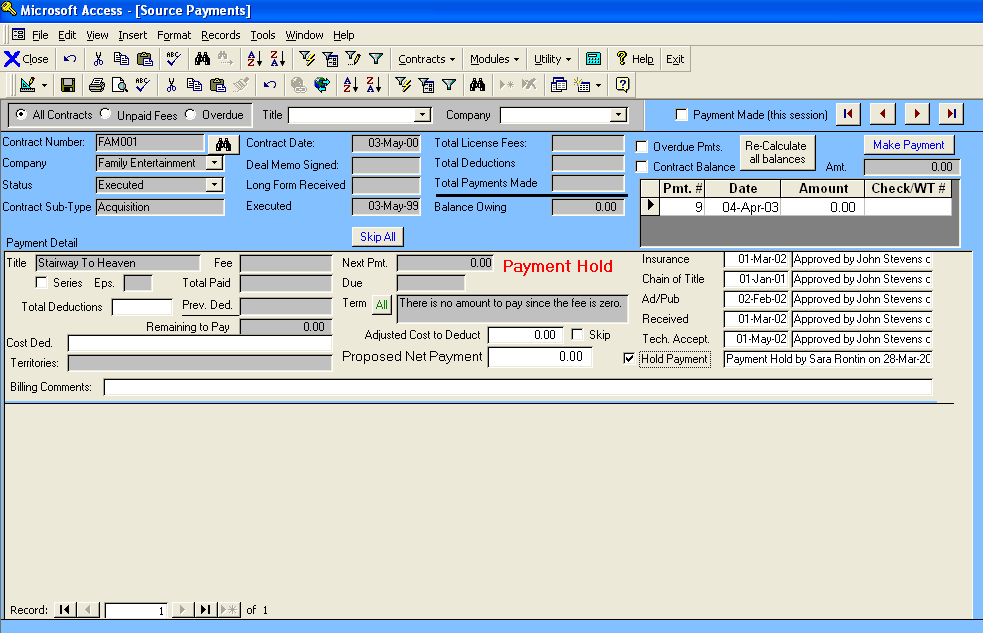 Microsoft Access - [Source Payments]
File Edit View Insert Format Records Tools Window Help
Close Contracts Modules Utility Help Exit
All Contracts Unpaid Fees Overdue Title Company Payment Made (this session)
Contract Number: FAM001 Contract Date: 03-May-00 Total License Fees: Overdue Pmts. Re-Calculate all balances Make Payment
Company Family Entertainment Deal Memo Signed: Total Deductions Contract Balance Amt. 0.00
Status Executed Long Form Received Total Payments Made
Contract Sub-Type Acquisition Executed 03-May-99 Balance Owing 0.00
Pmt. # Date Amount Check/WT #
9 04-Apr-03 0.00
Skip All
Payment Detail
Title Stairway To Heaven Fee Next Pmt. 0.00 Payment Hold
Series Eps. Total Paid Due
Total Deductions Prev. Ded. Term All There is no amount to pay since the fee is zero.
Remaining to Pay 0.00 Adjusted Cost to Deduct 0.00 Skip
Cost Ded. Proposed Net Payment 0.00
Territories:
Insurance 01-Mar-02 Approved by John Stevens
Chain of Title 01-Jan-01 Approved by John Stevens
Ad/Pub 02-Feb-02 Approved by John Stevens
Received 01-Mar-02 Approved by John Stevens
Tech. Accept. 01-May-02 Approved by John Stevens
Hold Payment Payment Hold by Sara Rontin on 28-Mar-20
Billing Comments:
Record: 1 of 1